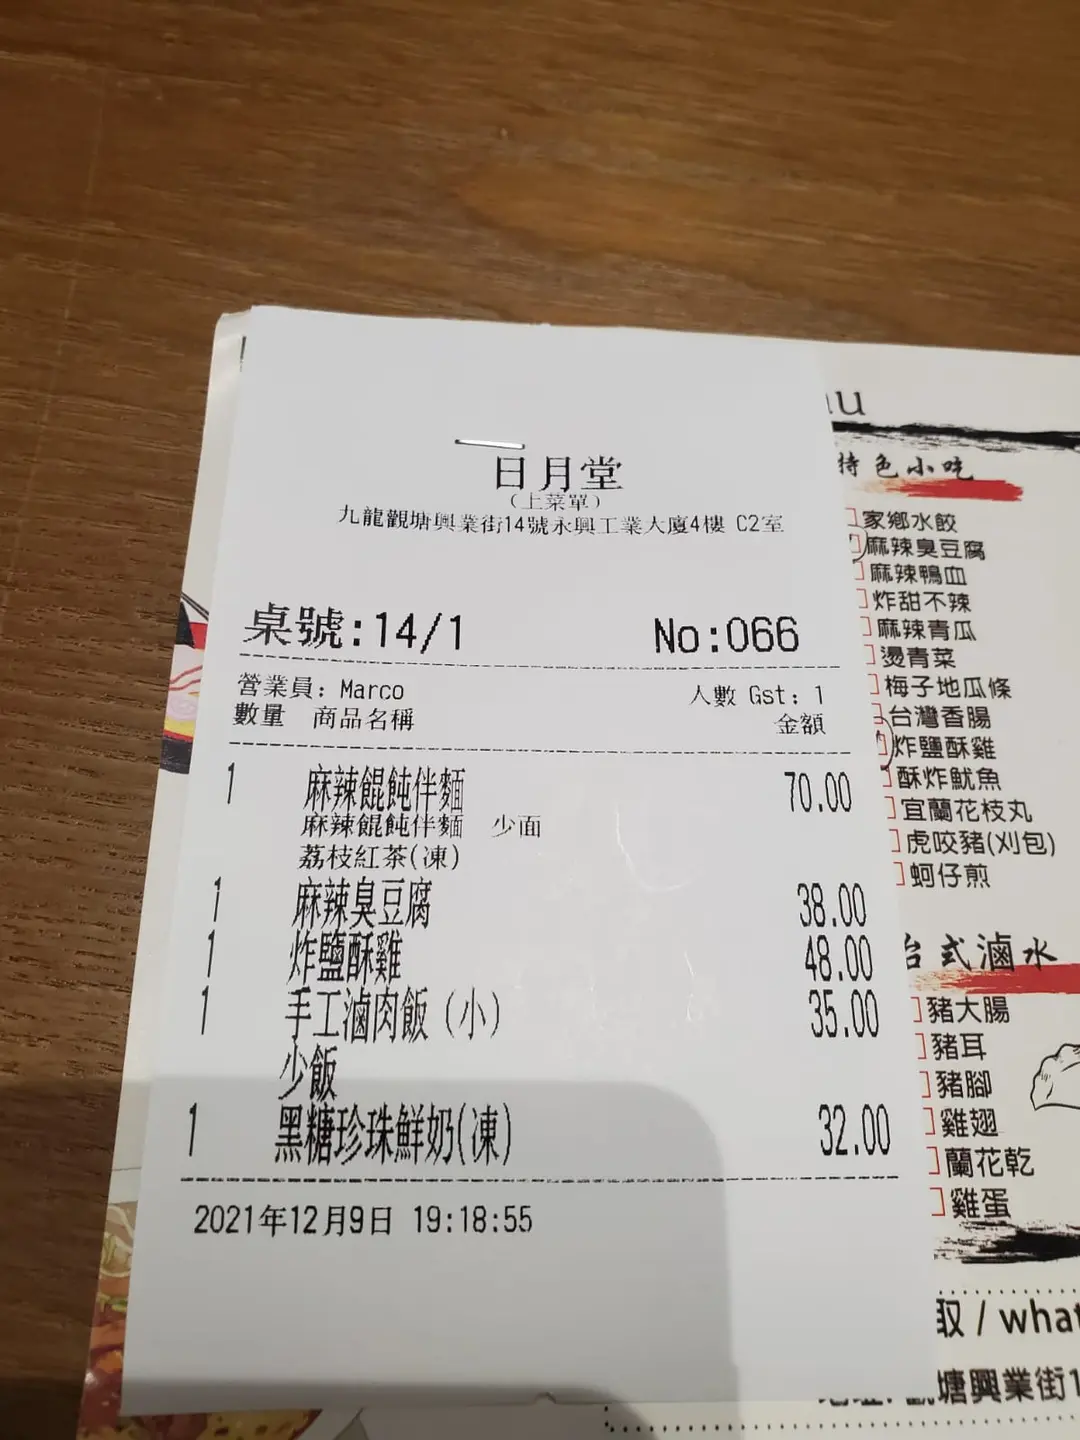 日月堂
(上菜單)
九龍觀塘興業街14號永興工業大廈4樓 C2室
桌號:14/1 No:066
營業員: Marco 人數 Gst: 1
數量 商品名稱 金額
1 麻辣餛飩伴麵 70.00
麻辣餛飩伴麵 少面
荔枝紅茶(凍)
1 麻辣臭豆腐 38.00
1 炸鹽酥雞 48.00
1 手工滷肉飯 (小) 35.00
少飯
1 黑糖珍珠鮮奶(凍) 32.00
2021年12月9日 19:18:55
特色小吃
家鄉水餃
麻辣臭豆腐
麻辣鴨血
炸甜不辣
麻辣青瓜
燙青菜
梅子地瓜條
台灣香腸
炸鹽酥雞
酥炸魷魚
宜蘭花枝丸
虎咬豬(刈包)
蚵仔煎
台式滷水
豬大腸
豬耳
豬腳
雞翅
蘭花乾
雞蛋
取 / what
塘興業街1